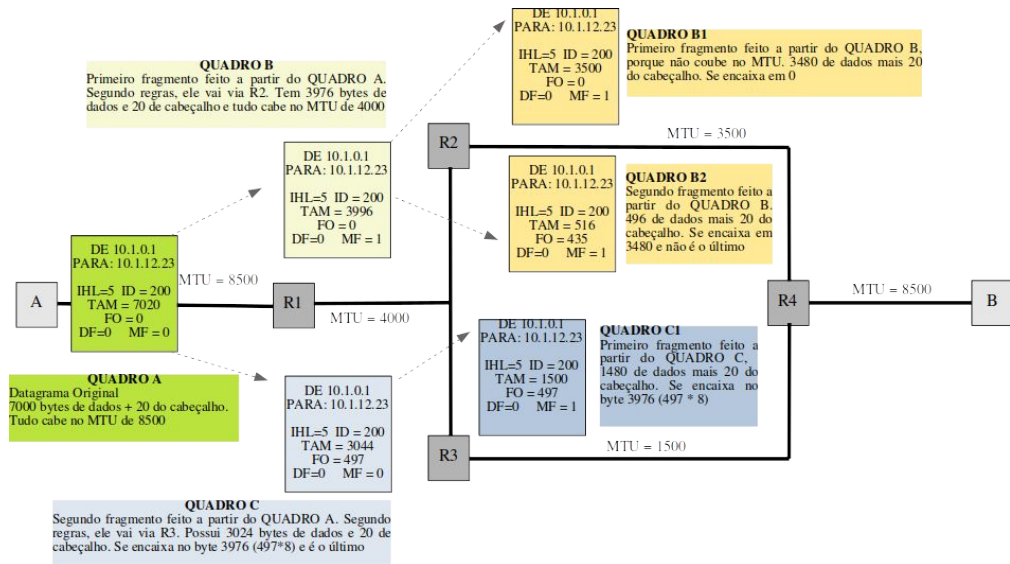 DE 10.1.0.1
PARA: 10.1.12.23
IHL=5 ID = 200
TAM = 3500
FO = 0
DF=0 MF = 1
QUADRO B1
Primeiro fragmento feito a partir do QUADRO B,
porque não coube no MTU. 3480 de dados mais 20
do cabeçalho. Se encaixa em 0
QUADRO B
Primeiro fragmento feito a partir do QUADRO A.
Segundo regras, ele vai via R2. Tem 3976 bytes de
dados e 20 de cabeçalho e tudo cabe no MTU de 4000
R2
MTU = 3500
DE 10.1.0.1
PARA: 10.1.12.23
IHL=5 ID = 200
TAM = 3996
FO = 0
DF=0 MF = 1
DE 10.1.0.1
PARA: 10.1.12.23
IHL=5 ID = 200
TAM = 516
FO = 435
DF=0 MF = 1
QUADRO B2
Segundo fragmento feito a
partir do QUADRO B.
496 de dados mais 20 do
cabeçalho. Se encaixa em
3480 e não é o último
A
DE 10.1.0.1
PARA: 10.1.12.23
IHL=5 ID = 200
TAM = 7020
FO = 0
DF=0 MF = 0
MTU = 8500
R1
MTU = 4000
R4
MTU = 8500
B
DE 10.1.0.1
PARA: 10.1.12.23
IHL=5 ID = 200
TAM = 1500
FO = 497
DF=0 MF = 1
QUADRO C1
Primeiro fragmento feito a
partir do QUADRO C,
1480 de dados mais 20 do
cabeçalho. Se encaixa no
byte 3976 (497 * 8)
QUADRO A
Datagrama Original
7000 bytes de dados + 20 do cabeçalho.
Tudo cabe no MTU de 8500
DE 10.1.0.1
PARA: 10.1.12.23
IHL=5 ID = 200
TAM = 3044
FO = 497
DF=0 MF = 0
R3
MTU = 1500
QUADRO C
Segundo fragmento feito a partir do QUADRO A. Segundo
regras, ele vai via R3. Possui 3024 bytes de dados e 20 de
cabeçalho. Se encaixa no byte 3976 (497*8) e é o último